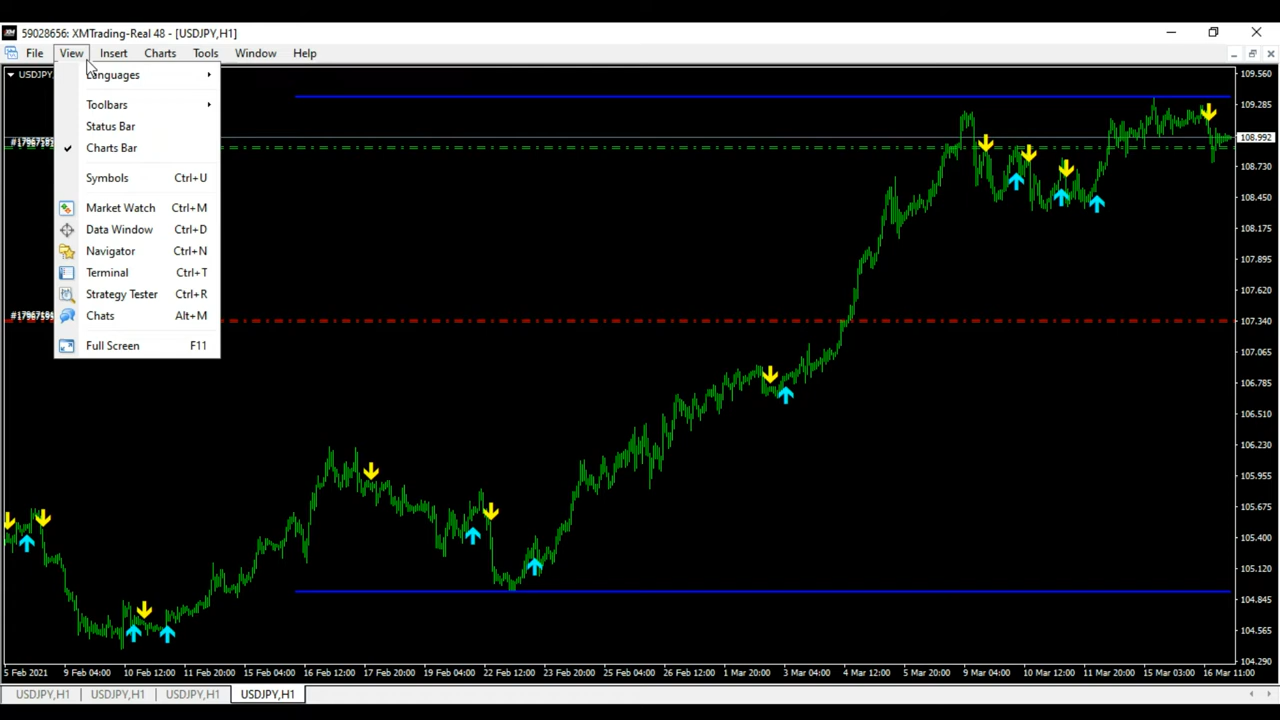 59028656: XMTrading-Real 48 - [USDJPY,H1]
File View Insert Charts Tools Window Help
USDJPY,
Languages
Toolbars
Status Bar
Charts Bar
Symbols Ctrl+U
Market Watch Ctrl+M
Data Window Ctrl+D
Navigator Ctrl+N
Terminal Ctrl+T
Strategy Tester Ctrl+R
Chats Alt+M
Full Screen F11
109.560
109.285
108.992
108.730
108.450
108.175
107.895
107.620
107.340
107.065
106.785
106.510
106.230
105.955
105.675
105.400
105.120
104.845
104.565
104.290
5 Feb 2021 9 Feb 04:00 10 Feb 12:00 11 Feb 20:00 15 Feb 04:00 16 Feb 12:00 17 Feb 20:00 19 Feb 04:00 22 Feb 12:00 23 Feb 20:00 25 Feb 04:00 26 Feb 12:00 1 Mar 20:00 3 Mar 04:00 4 Mar 12:00 5 Mar 20:00 9 Mar 04:00 10 Mar 12:00 11 Mar 20:00 15 Mar 03:00 16 Mar 11:00
USDJPY,H1 USDJPY,H1 USDJPY,H1 USDJPY,H1